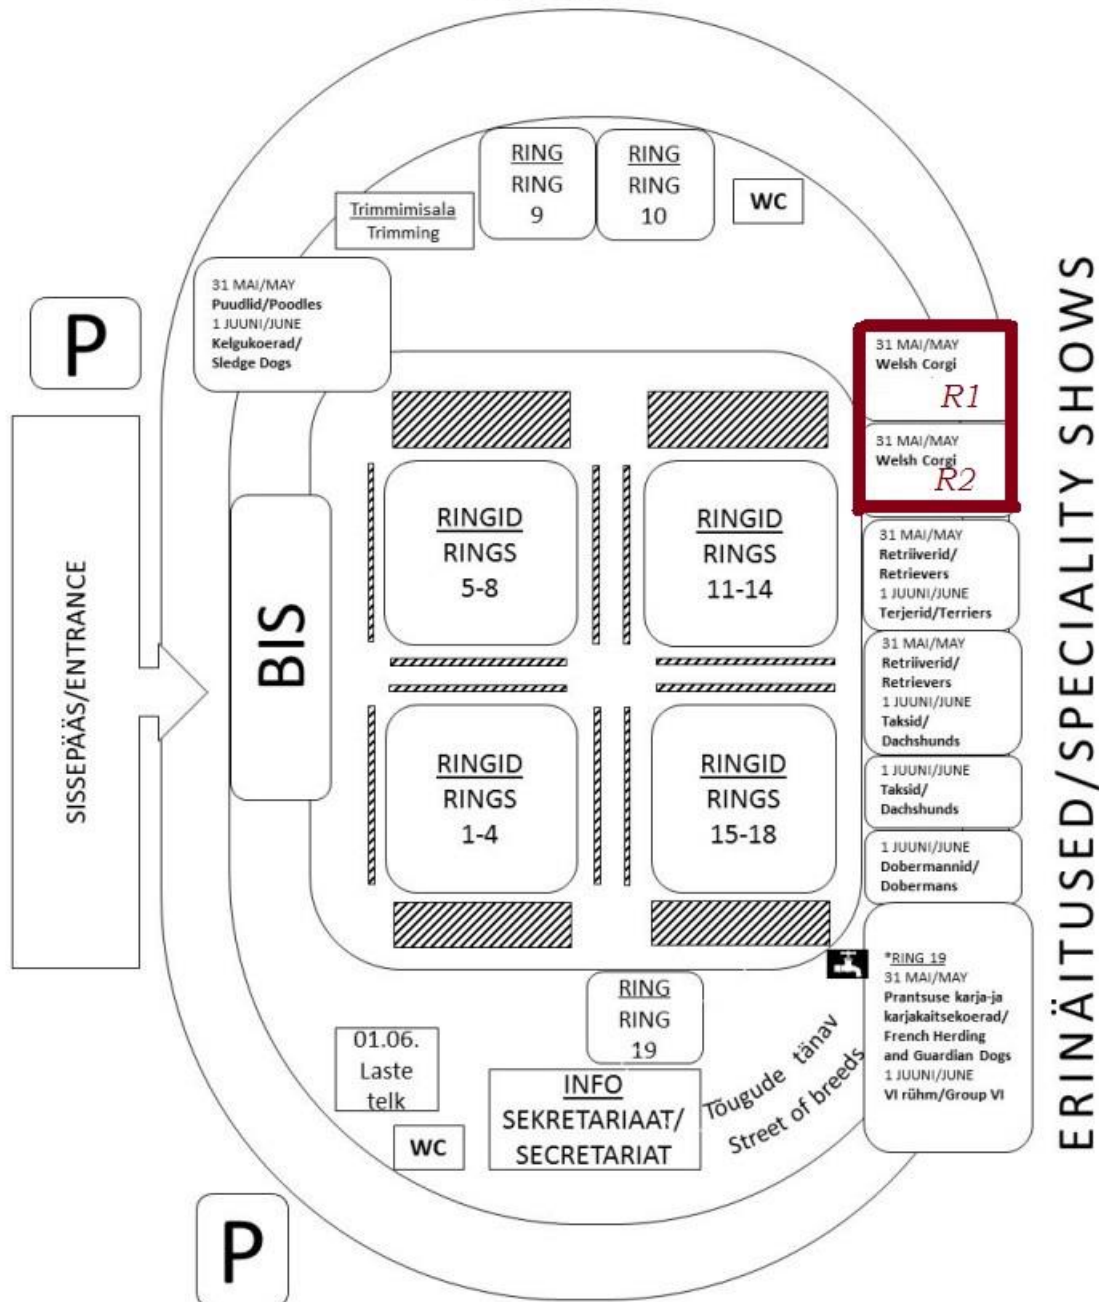 RING
RING
9
RING
RING
10
WC
Trimmimisala
Trimming
31 MAI/MAY
Puudlid/Poodles
1 JUUNI/JUNE
Kelgukoerad/
Sledge Dogs
P
SISSEPÄÄS/ENTRANCE
BIS
RINGID
RINGS
5-8
RINGID
RINGS
11-14
RINGID
RINGS
1-4
RINGID
RINGS
15-18
31 MAI/MAY
Welsh Corgi
R1
31 MAI/MAY
Welsh Corgi
R2
31 MAI/MAY
Retriiverid/
Retrievers
1 JUUNI/JUNE
Terjerid/Terriers
31 MAI/MAY
Retriiverid/
Retrievers
1 JUUNI/JUNE
Taksid/
Dachshunds
1 JUUNI/JUNE
Taksid/
Dachshunds
1 JUUNI/JUNE
Dobermannid/
Dobermans
*RING 19
31 MAI/MAY
Prantsuse karja-ja
karjakaitsekoerad/
French Herding
and Guardian Dogs
1 JUUNI/JUNE
VI rühm/Group VI
ERINÄITUSED/SPECIALITY SHOWS
RING
RING
19
01.06.
Laste
telk
WC
INFO
SEKRETARIAAT/
SECRETARIAT
Tõugude tänav
Street of breeds
P